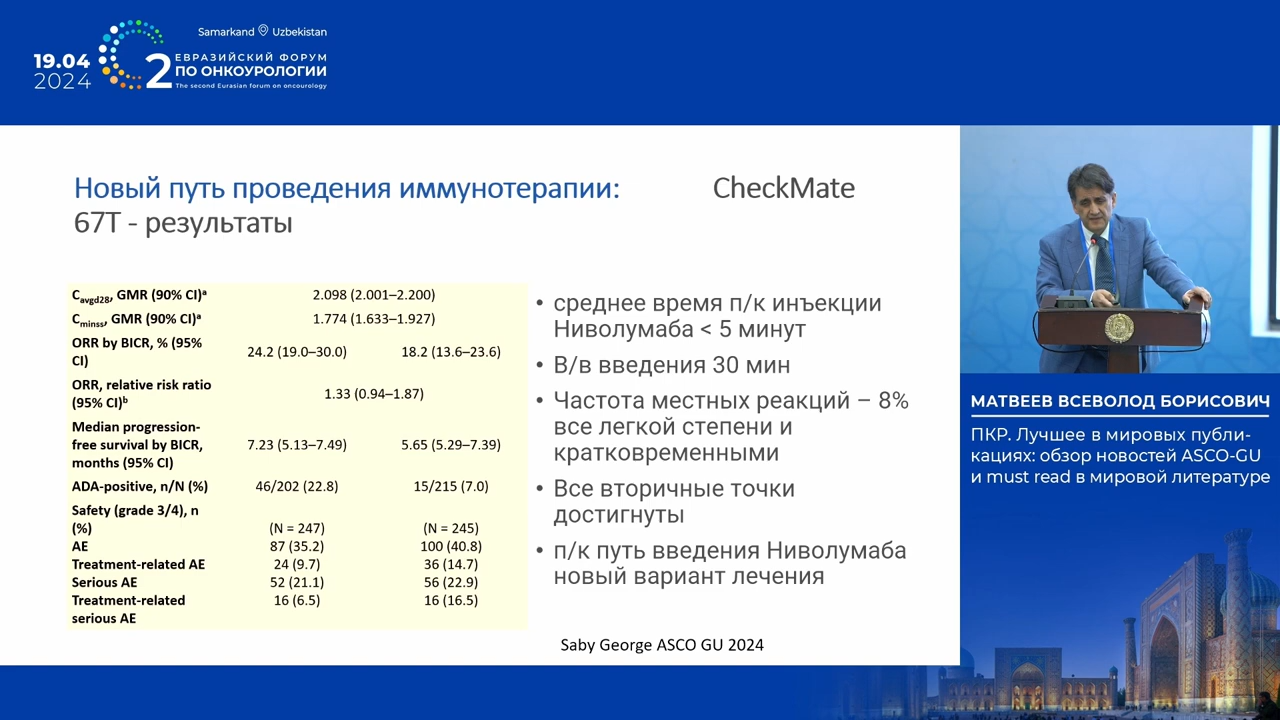 Samarkand Uzbekistan
19.04
2024
2
ЕВРАЗИЙСКИЙ ФОРУМ
ПО ОНКОУРОЛОГИИ
The second Eurasian forum on oncourology
Новый путь проведения иммунотерапии: CheckMate
67T - результаты
Cavgd28, GMR (90% CI)a 2.098 (2.001–2.200)
Cminss, GMR (90% CI)a 1.774 (1.633–1.927)
ORR by BICR, % (95%
CI) 24.2 (19.0–30.0) 18.2 (13.6–23.6)
ORR, relative risk ratio
(95% CI)b 1.33 (0.94–1.87)
Median progression-
free survival by BICR, 7.23 (5.13–7.49) 5.65 (5.29–7.39)
months (95% CI)
ADA-positive, n/N (%) 46/202 (22.8) 15/215 (7.0)
Safety (grade 3/4), n
(%) (N = 247) (N = 245)
AE 87 (35.2) 100 (40.8)
Treatment-related AE 24 (9.7) 36 (14.7)
Serious AE 52 (21.1) 56 (22.9)
Treatment-related 16 (6.5) 16 (16.5)
serious AE
• среднее время п/к инъекции
Ниволумаба < 5 минут
• В/в введения 30 мин
• Частота местных реакций – 8%
все легкой степени и
кратковременными
• Все вторичные точки
достигнуты
• п/к путь введения Ниволумаба
новый вариант лечения
Saby George ASCO GU 2024
МАТВЕЕВ ВСЕВОЛОД БОРИСОВИЧ
ПКР. Лучшее в мировых публи-
кациях: обзор новостей ASCO-GU
и must read в мировой литературе